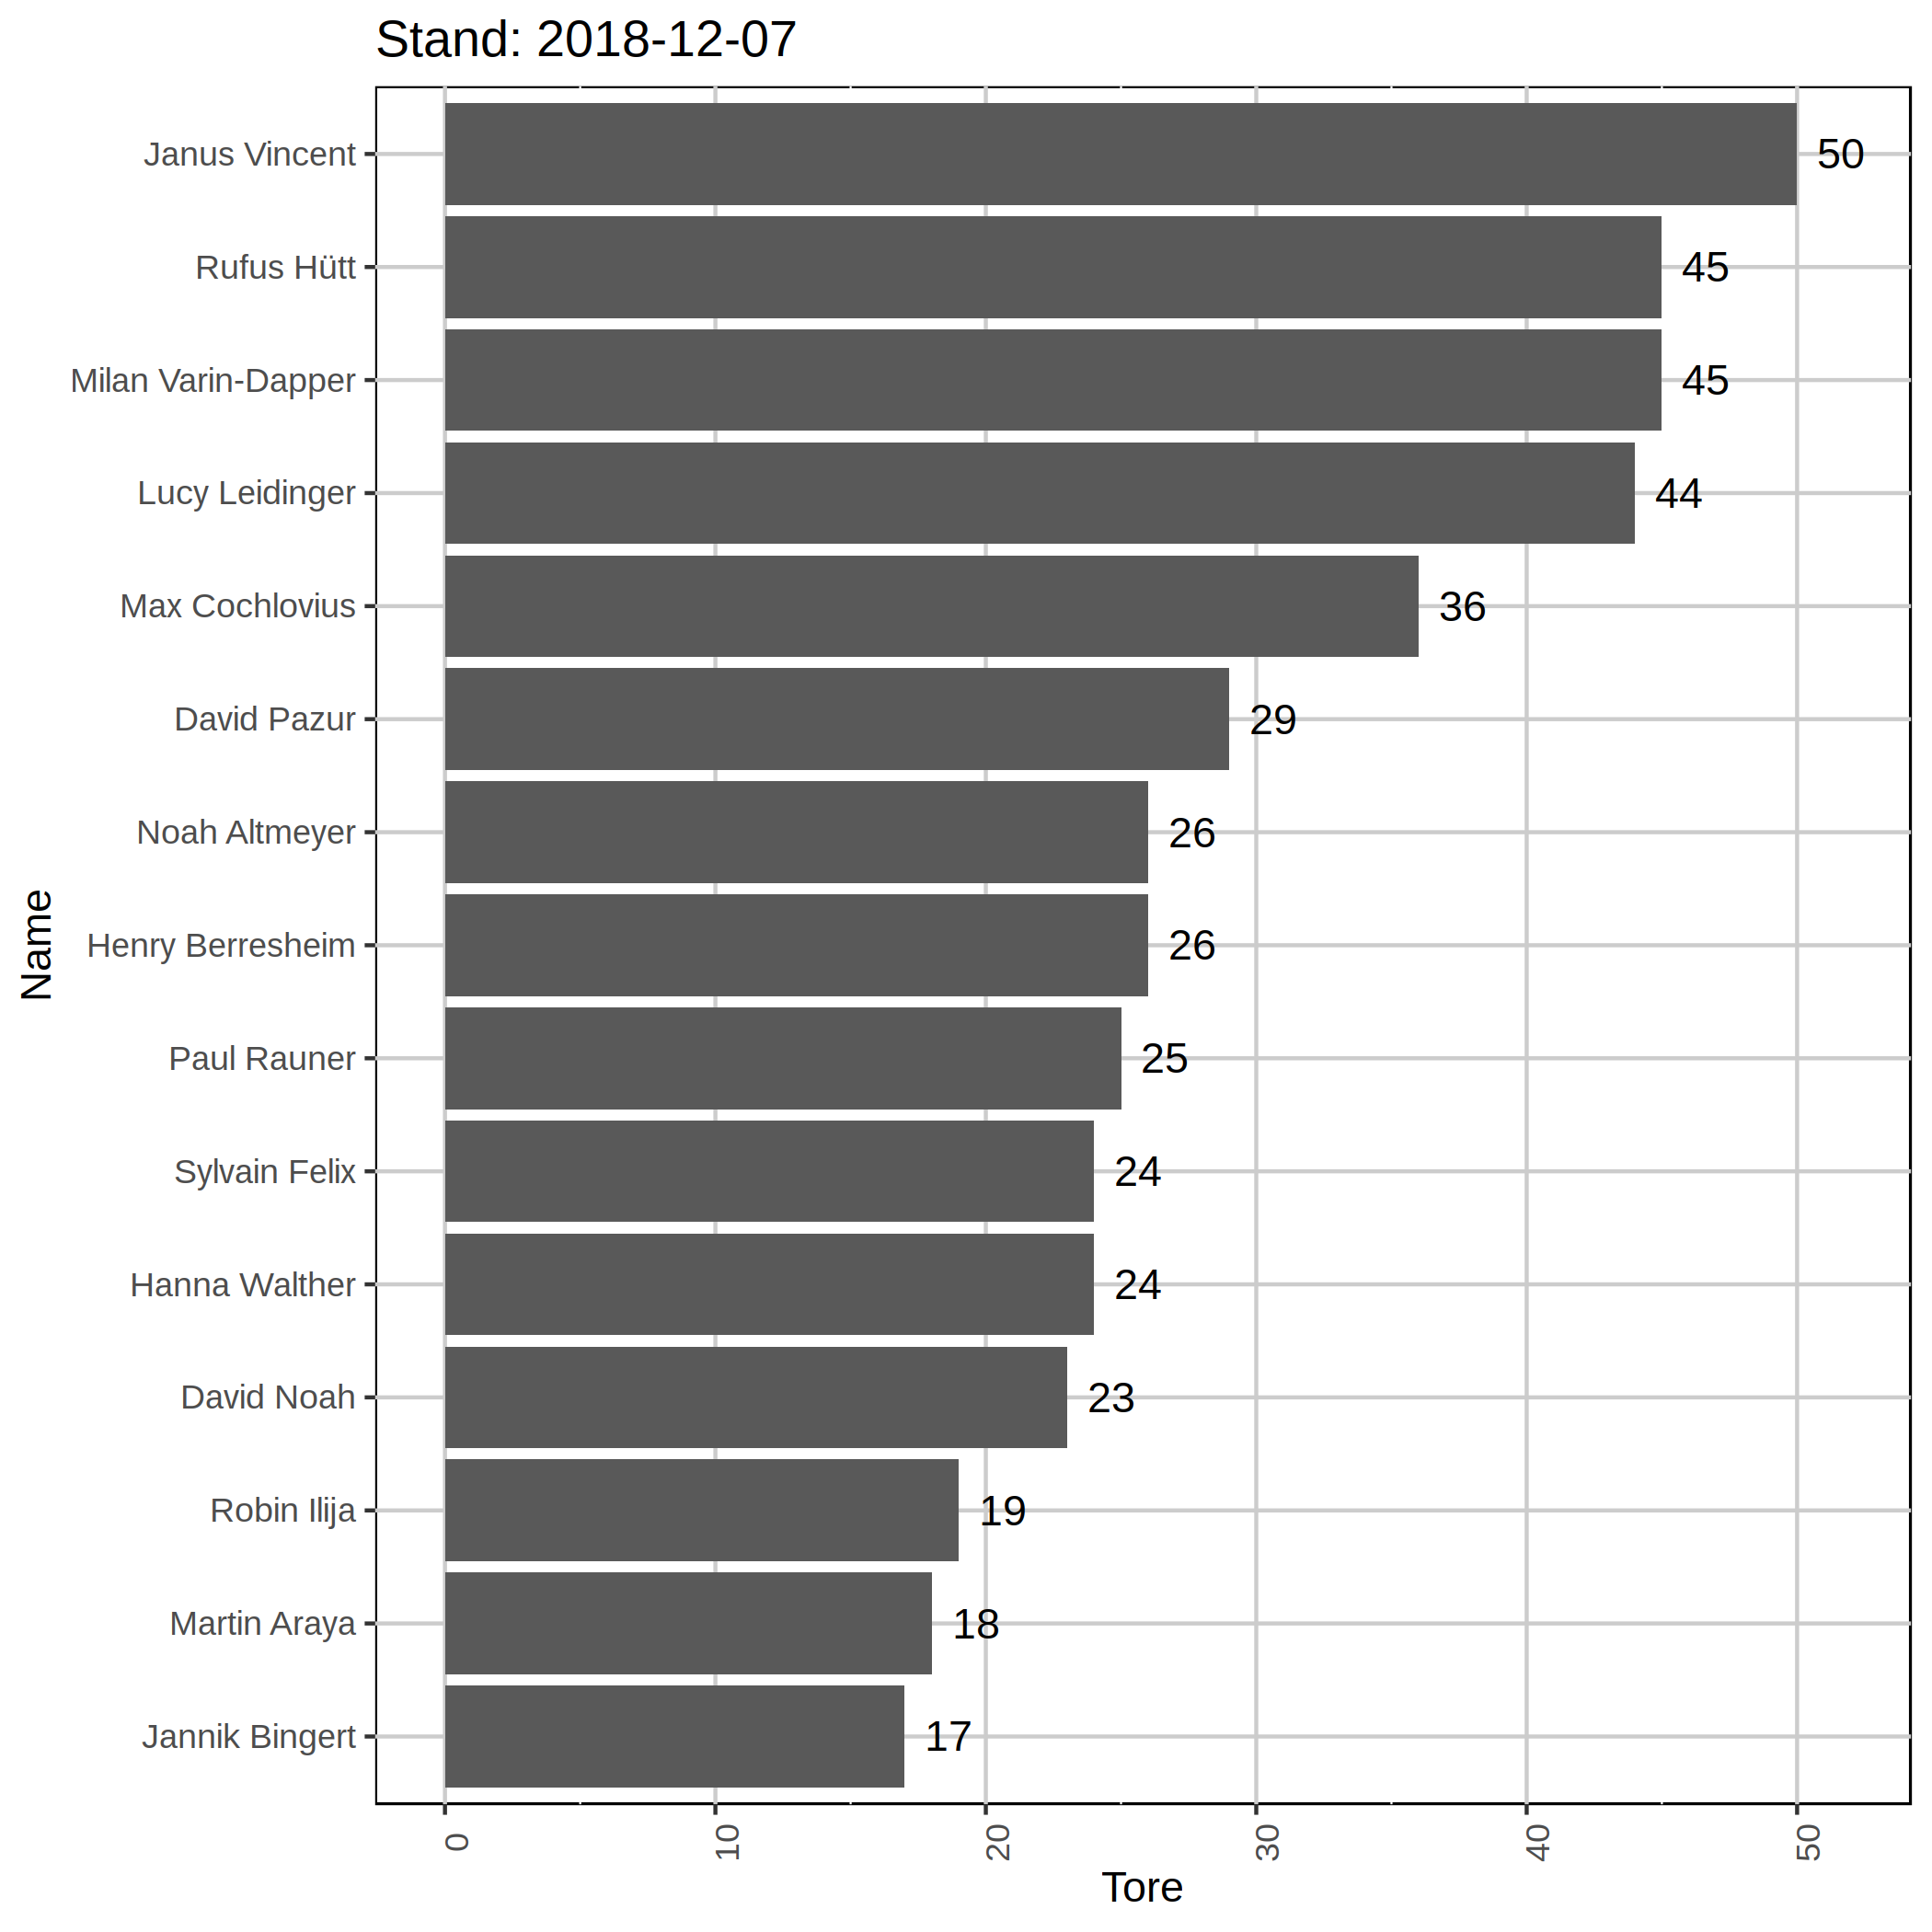 Stand: 2018-12-07
Janus Vincent 50
Rufus Hütt 45
Milan Varin-Dapper 45
Lucy Leidinger 44
Max Cochlovius 36
David Pazur 29
Noah Altmeyer 26
Henry Berresheim 26
Paul Rauner 25
Sylvain Felix 24
Hanna Walther 24
David Noah 23
Robin Ilija 19
Martin Araya 18
Jannik Bingert 17
Name
0 10 20 30 40 50
Tore